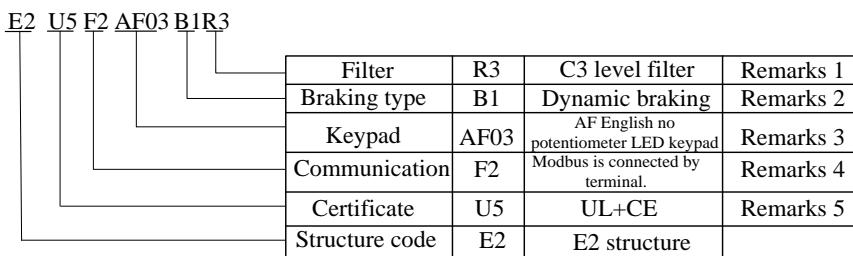 E2 U5 F2 AF03 B1R3
Filter R3 C3 level filter Remarks 1
Braking type B1 Dynamic braking Remarks 2
Keypad AF03 AF English no potentiometer LED keypad Remarks 3
Communication F2 Modbus is connected by terminal. Remarks 4
Certificate U5 UL+CE Remarks 5
Structure code E2 E2 structure